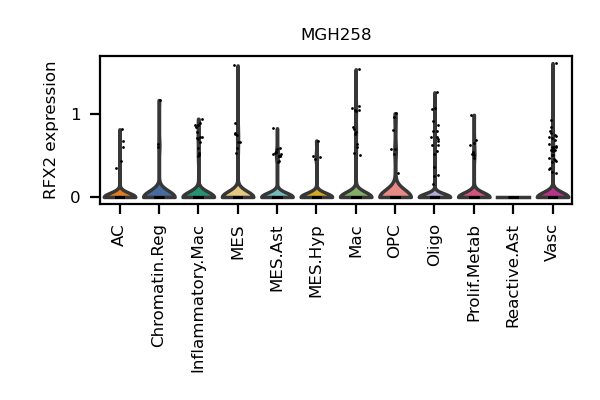 MGH258
RFX2 expression
1
0
AC
Chromatin.Reg
Inflammatory.Mac
MES
MES.Ast
MES.Hyp
Mac
OPC
Oligo
Prolif.Metab
Reactive.Ast
Vasc